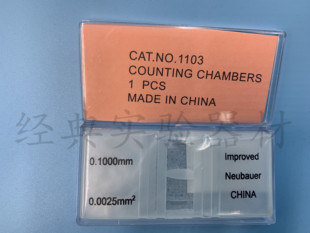 CAT.NO.1103
COUNTING CHAMBERS
1 PCS
MADE IN CHINA
经典实验器材
0.1000mm
0.0025mm²
Improved
Neubauer
CHINA